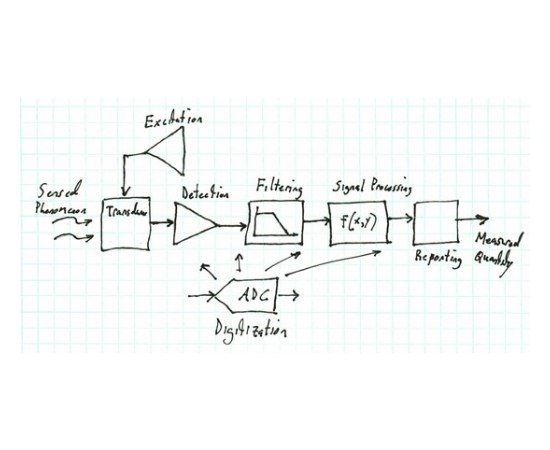 Excitation
Sensed
Phenomenon
Transducer
Detection
Filtering
Signal Processing
f(x,y)
Reporting
Measured
Quantity
ADC
Digitization